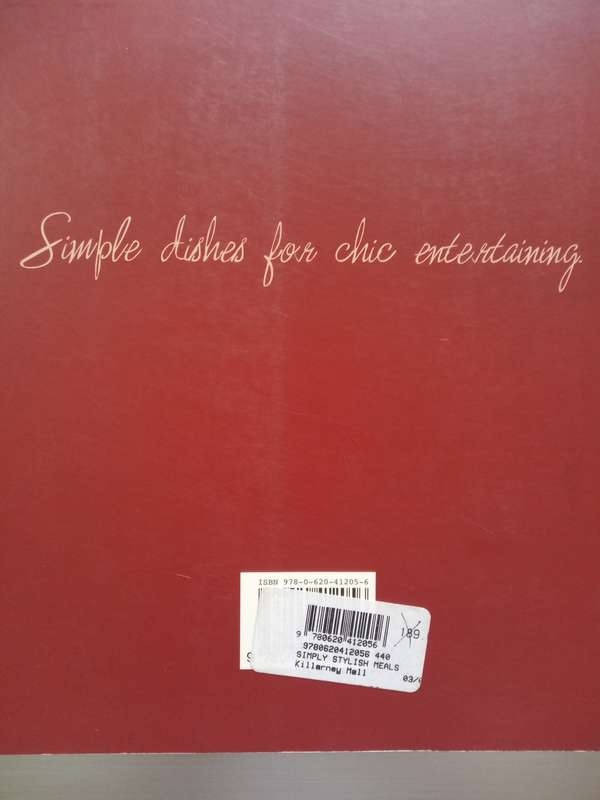 Simple dishes for chic entertaining.
ISBN 978-0-620-41205-6
189
9 780620 412056
9780620412056 440
SIMPLY STYLISH MEALS
Killarney Mall